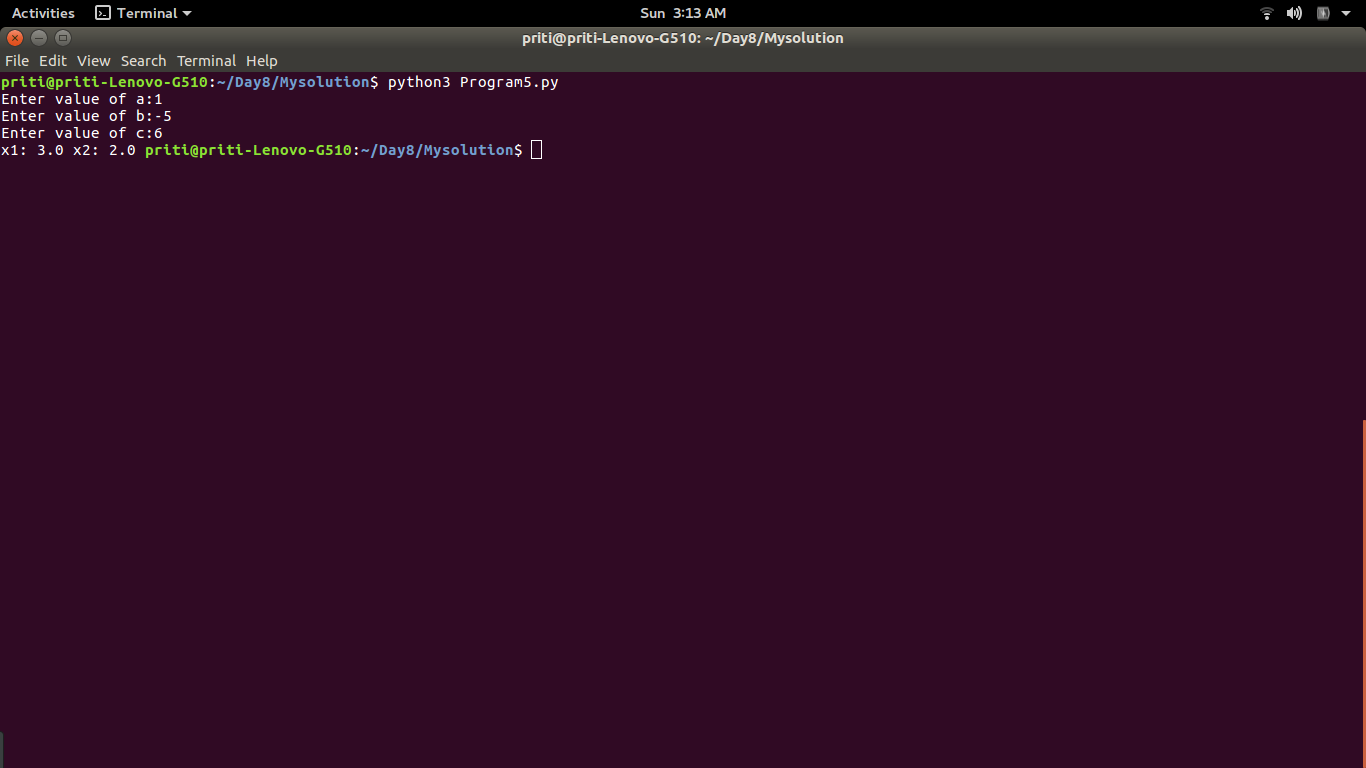 Activities Terminal Sun 3:13 AM
priti@priti-Lenovo-G510: ~/Day8/Mysolution
File Edit View Search Terminal Help
priti@priti-Lenovo-G510:~/Day8/Mysolution$ python3 Program5.py
Enter value of a:1
Enter value of b:-5
Enter value of c:6
x1: 3.0 x2: 2.0 priti@priti-Lenovo-G510:~/Day8/Mysolution$